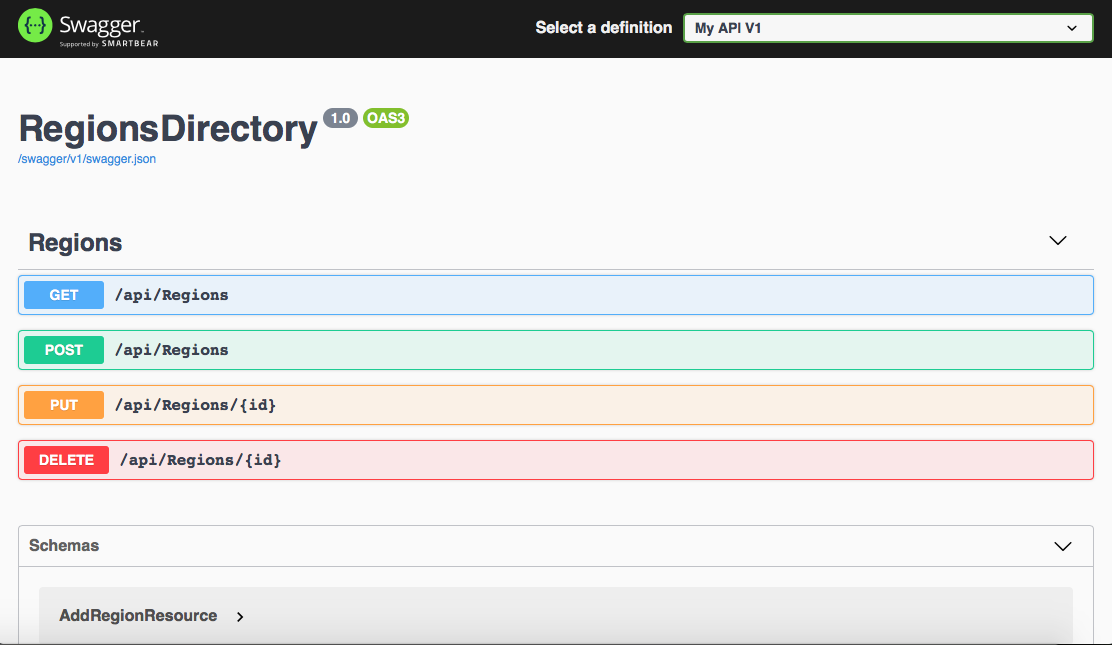 Swagger
Supported by SMARTBEAR
Select a definition
My API V1
RegionsDirectory 1.0 OAS3
/swagger/v1/swagger.json
Regions
GET /api/Regions
POST /api/Regions
PUT /api/Regions/{id}
DELETE /api/Regions/{id}
Schemas
AddRegionResource